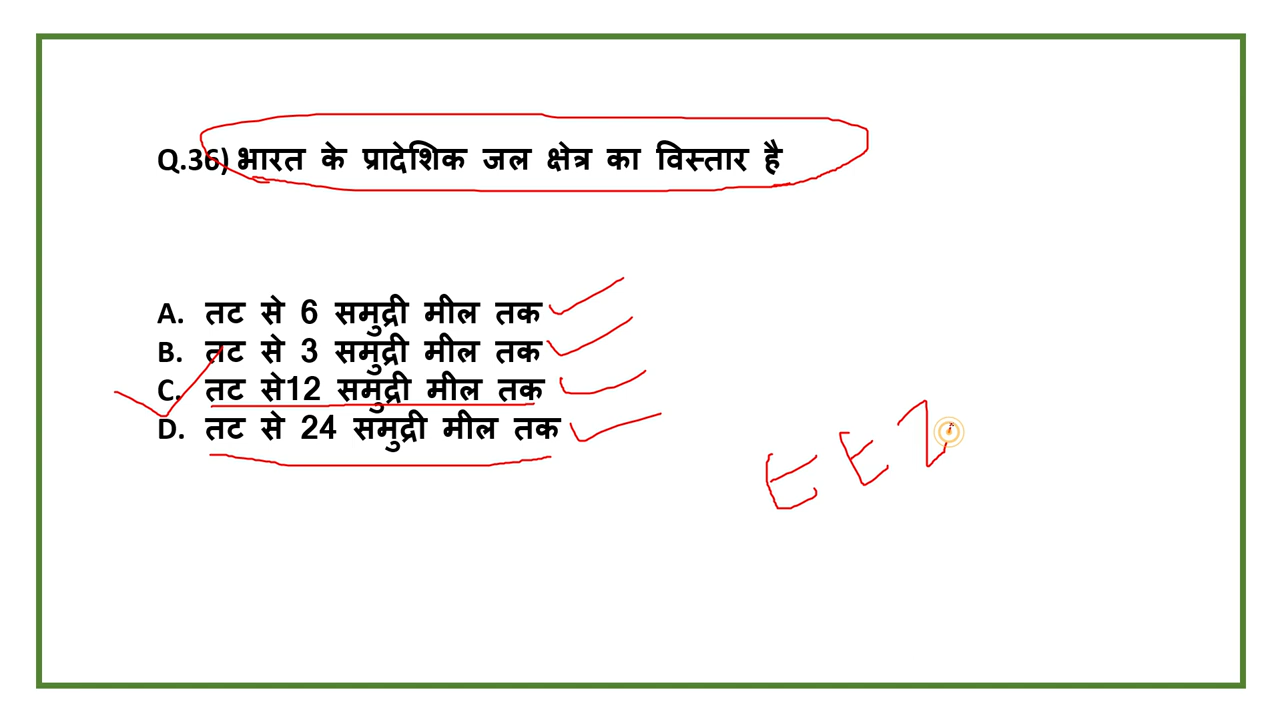 Q.36) भारत के प्रादेशिक जल क्षेत्र का विस्तार है
A. तट से 6 समुद्री मील तक
B. तट से 3 समुद्री मील तक
C. तट से12 समुद्री मील तक
D. तट से 24 समुद्री मील तक
EEZ